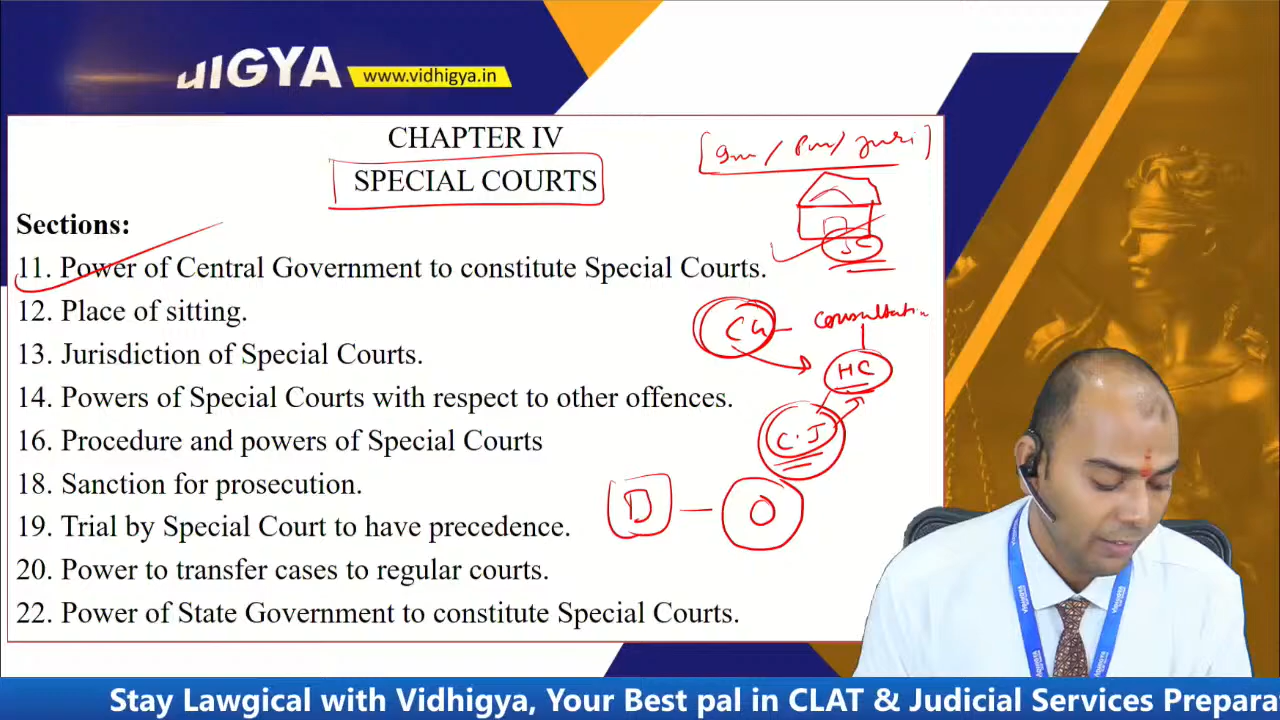 IGYA
www.vidhigya.in
CHAPTER IV
SPECIAL COURTS
Sections:
11. Power of Central Government to constitute Special Courts.
12. Place of sitting.
13. Jurisdiction of Special Courts.
14. Powers of Special Courts with respect to other offences.
16. Procedure and powers of Special Courts
18. Sanction for prosecution.
19. Trial by Special Court to have precedence.
20. Power to transfer cases to regular courts.
22. Power of State Government to constitute Special Courts.
HC
C.J
D - O
Stay Lawgical with Vidhigya, Your Best pal in CLAT & Judicial Services Prepara